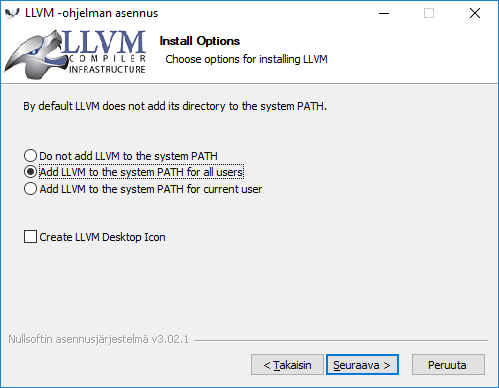 LLVM -ohjelman asennus
LLVM
COMPILER
INFRASTRUCTURE
Install Options
Choose options for installing LLVM
By default LLVM does not add its directory to the system PATH.
Do not add LLVM to the system PATH
Add LLVM to the system PATH for all users
Add LLVM to the system PATH for current user
Create LLVM Desktop Icon
Nullsoftin asennusjärjestelmä v3.02.1
< Takaisin
Seuraava >
Peruuta